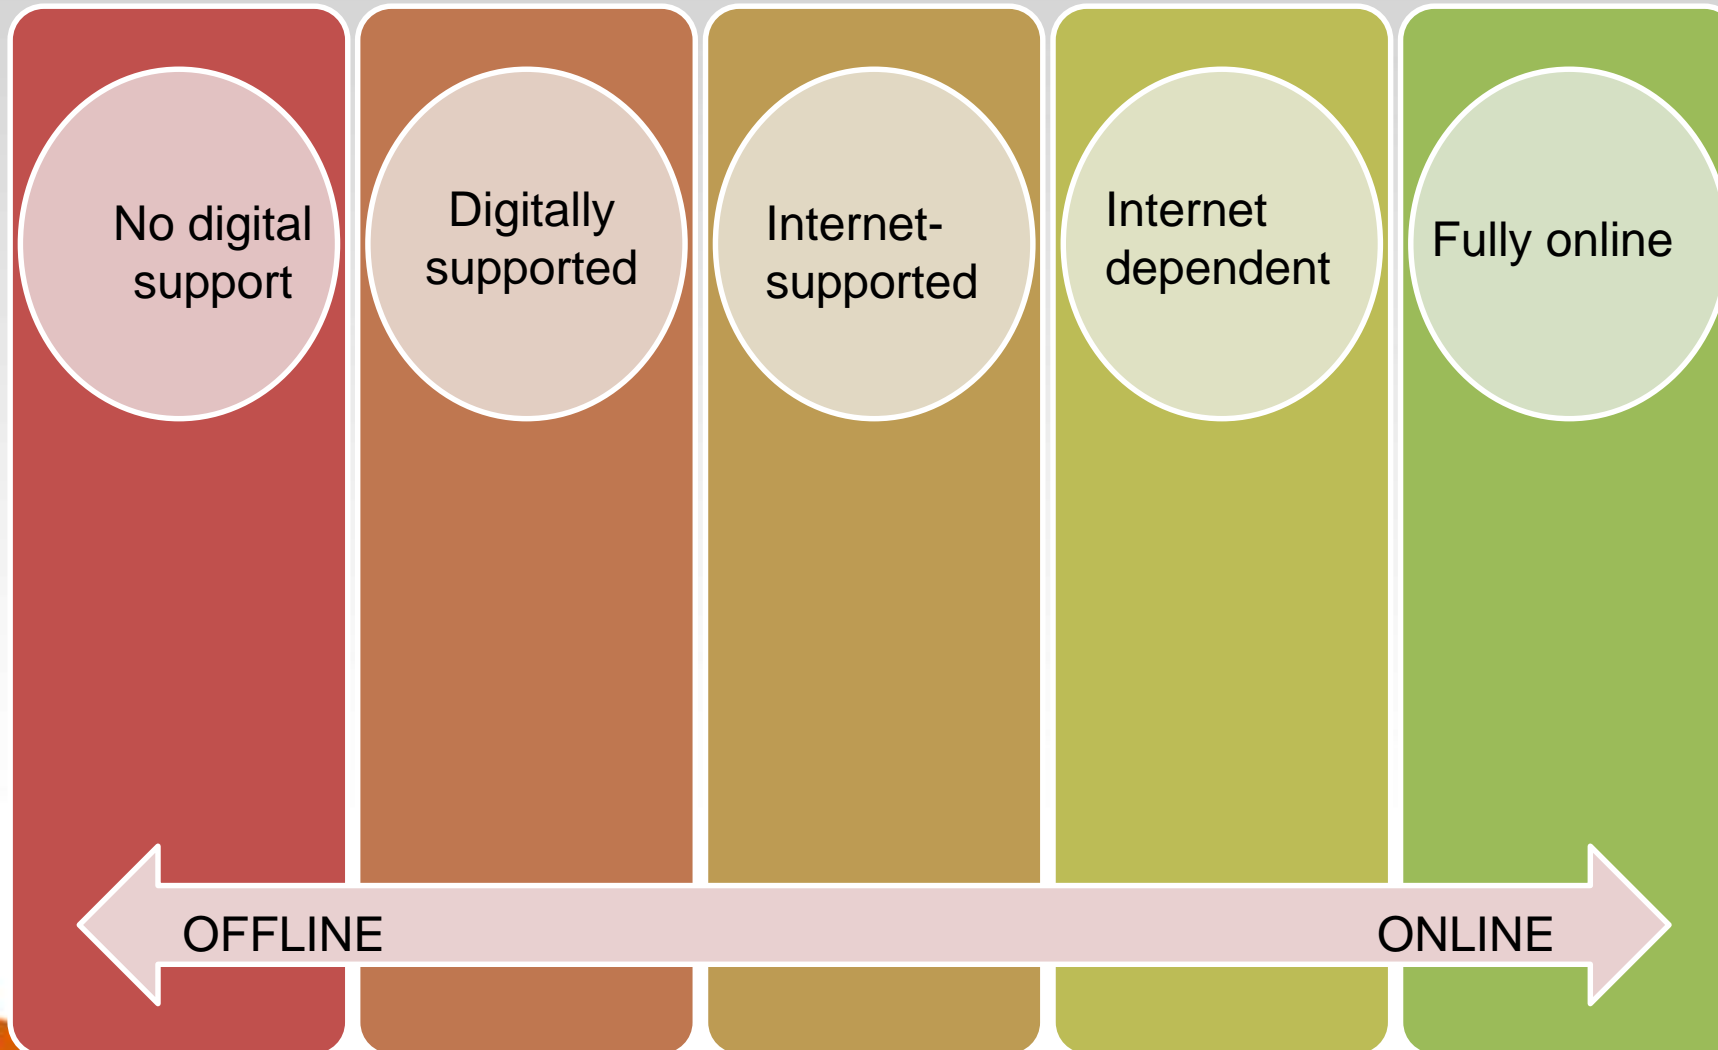 No digital
support
Digitally
supported
Internet-
supported
Internet
dependent
Fully online
OFFLINE
ONLINE